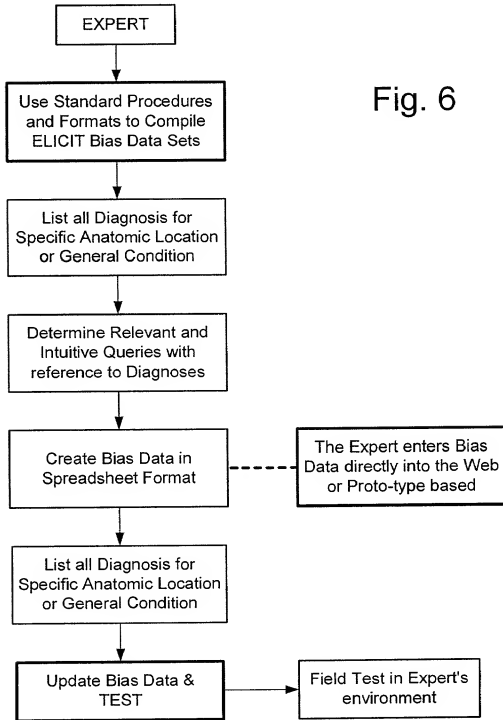 EXPERT
Fig. 6
Use Standard Procedures
and Formats to Compile
ELICIT Bias Data Sets
List all Diagnosis for
Specific Anatomic Location
or General Condition
Determine Relevant and
Intuitive Queries with
reference to Diagnoses
Create Bias Data in
Spreadsheet Format
The Expert enters Bias
Data directly into the Web
or Proto-type based
List all Diagnosis for
Specific Anatomic Location
or General Condition
Update Bias Data &
TEST
Field Test in Expert's
environment